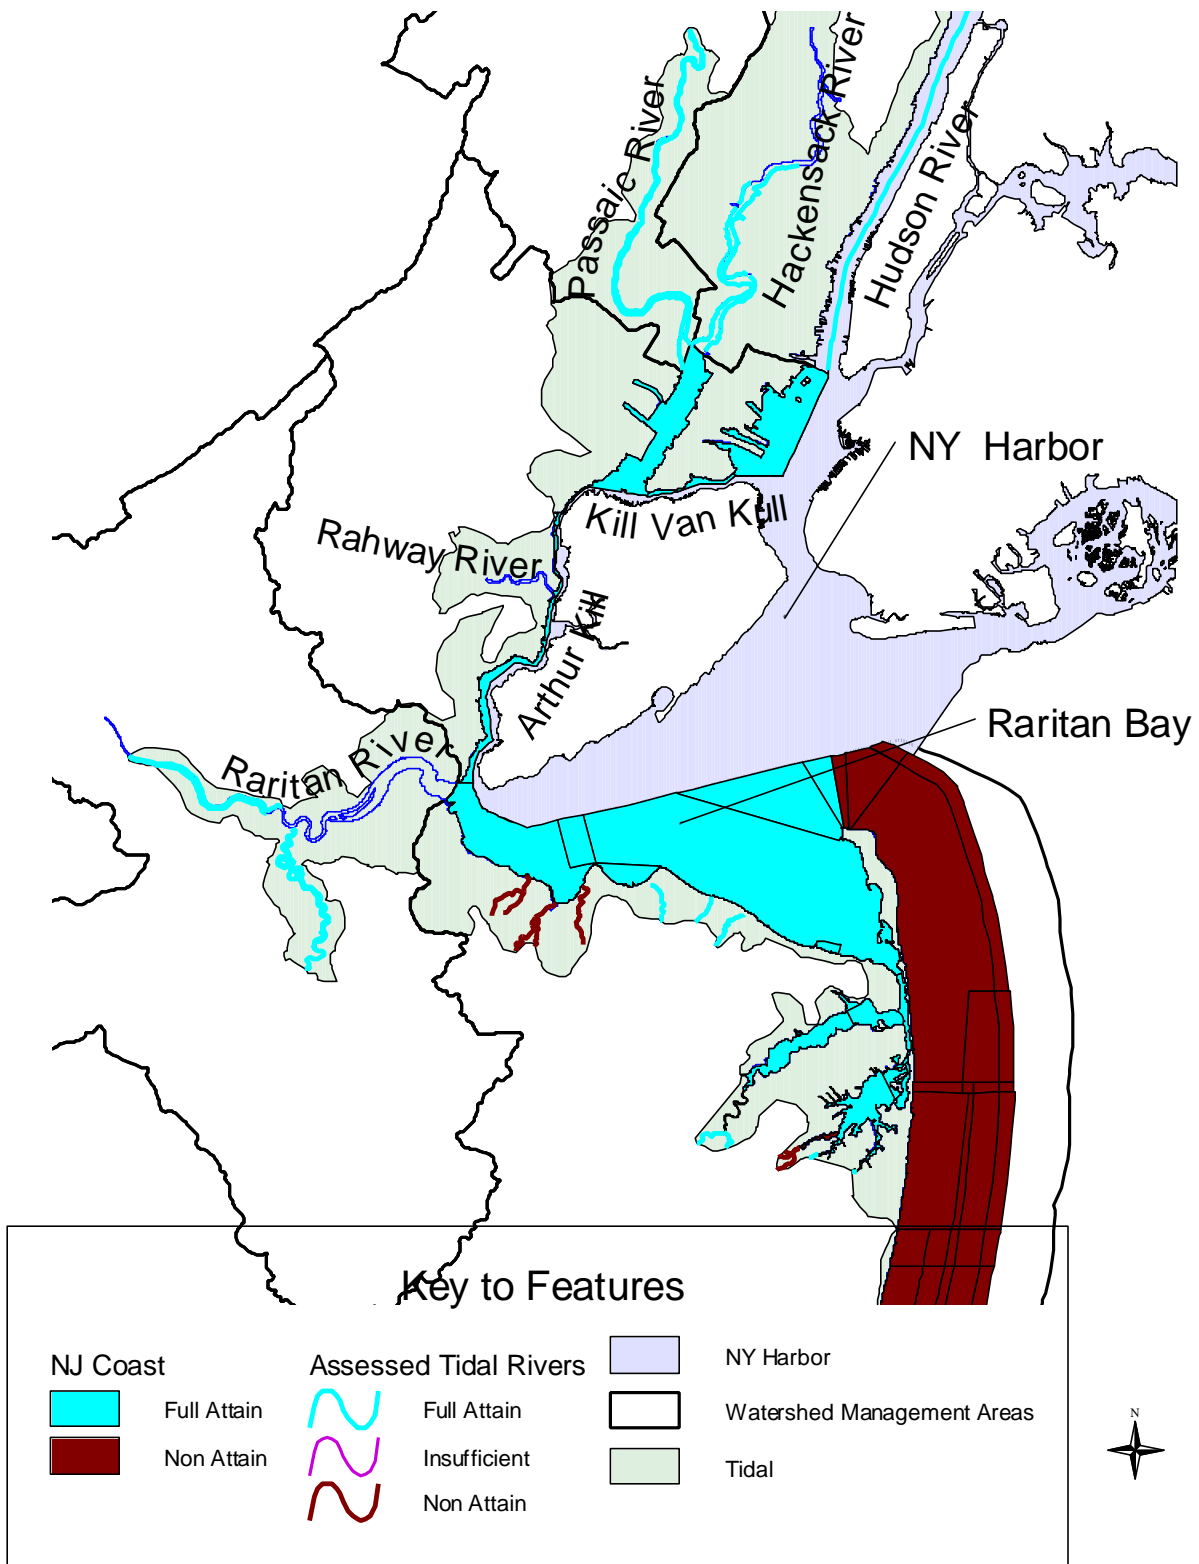 Passaic River
Hackensack River
Hudson River
NY Harbor
Kill Van Kull
Rahway River
Arthur Kill
Raritan Bay
Raritan River
Key to Features
NJ Coast
Full Attain
Non Attain
Assessed Tidal Rivers
Full Attain
Insufficient
Non Attain
NY Harbor
Watershed Management Areas
Tidal
N